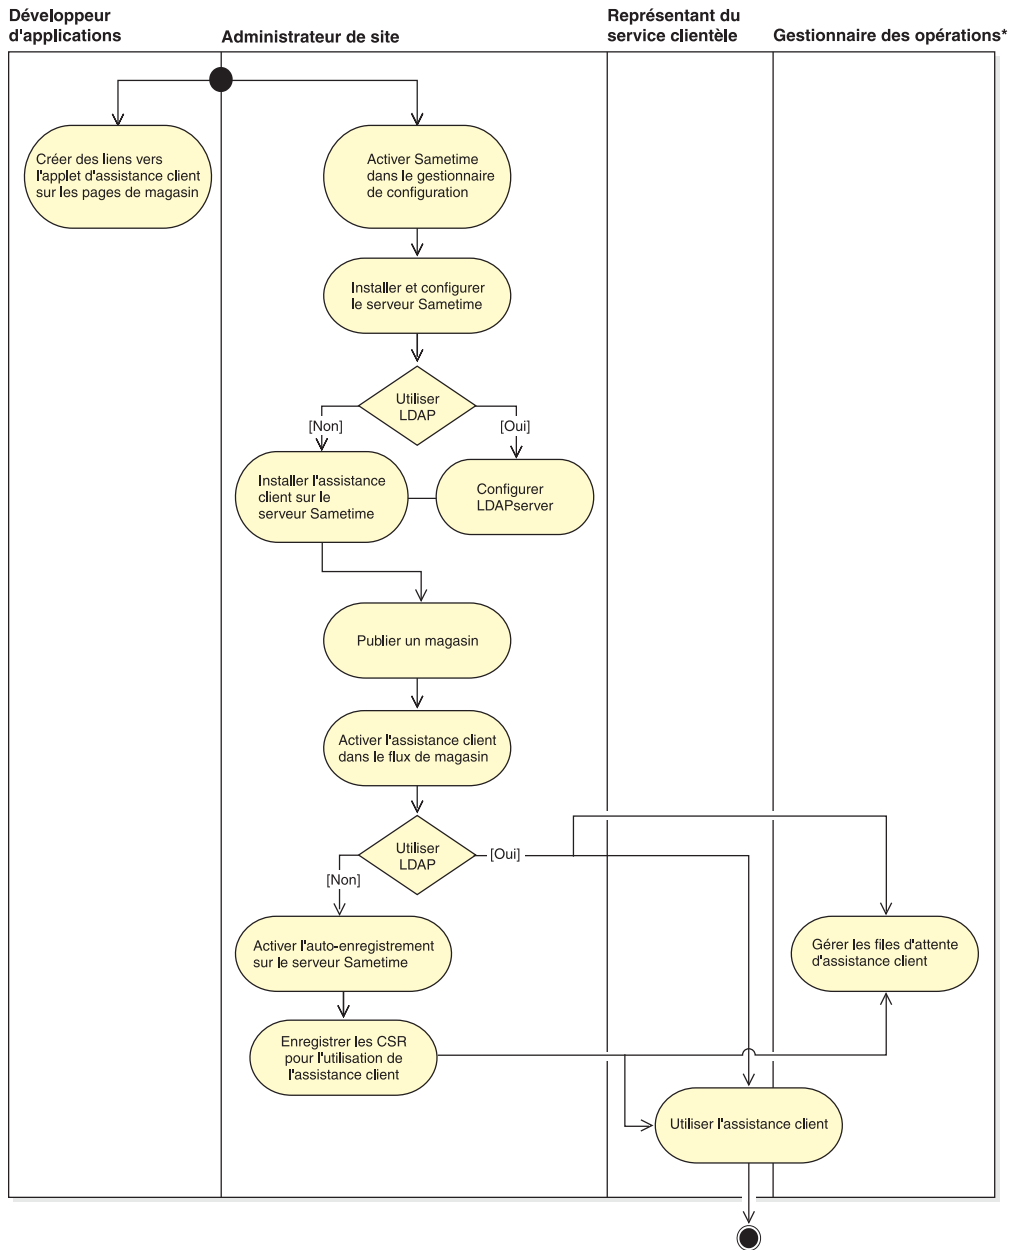 Développeur
d'applications
Administrateur de site
Représentant du
service clientèle
Gestionnaire des opérations*
Créer des liens vers
l'applet d'assistance client
sur les pages de magasin
Activer Sametime
dans le gestionnaire
de configuration
Installer et configurer
le serveur Sametime
Utiliser
LDAP
[Non]
[Oui]
Installer l'assistance
client sur le
serveur Sametime
Configurer
LDAPserver
Publier un magasin
Activer l'assistance client
dans le flux de magasin
Utiliser
LDAP
[Oui]
[Non]
Activer l'auto-enregistrement
sur le serveur Sametime
Gérer les files d'attente
d'assistance client
Enregistrer les CSR
pour l'utilisation de
l'assistance client
Utiliser l'assistance client